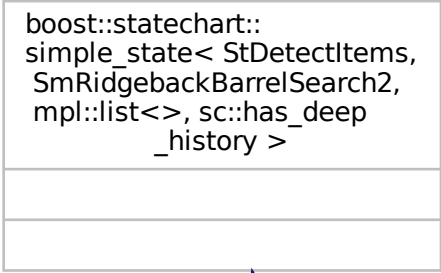 boost::statechart::
simple_state< StDetectItems,
SmRidgebackBarrelSearch2,
mpl::list<>, sc::has_deep
_history >